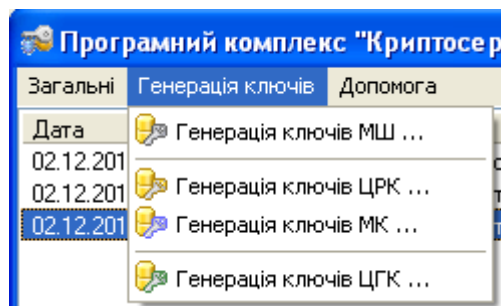 Програмний комплекс "Криптосер
Загальні Генерація ключів Допомога
Дата
Генерація ключів МШ ...
02.12.201
02.12.201 Генерація ключів ЦРК ...
02.12.201 Генерація ключів МК ...
Генерація ключів ЦГК ...